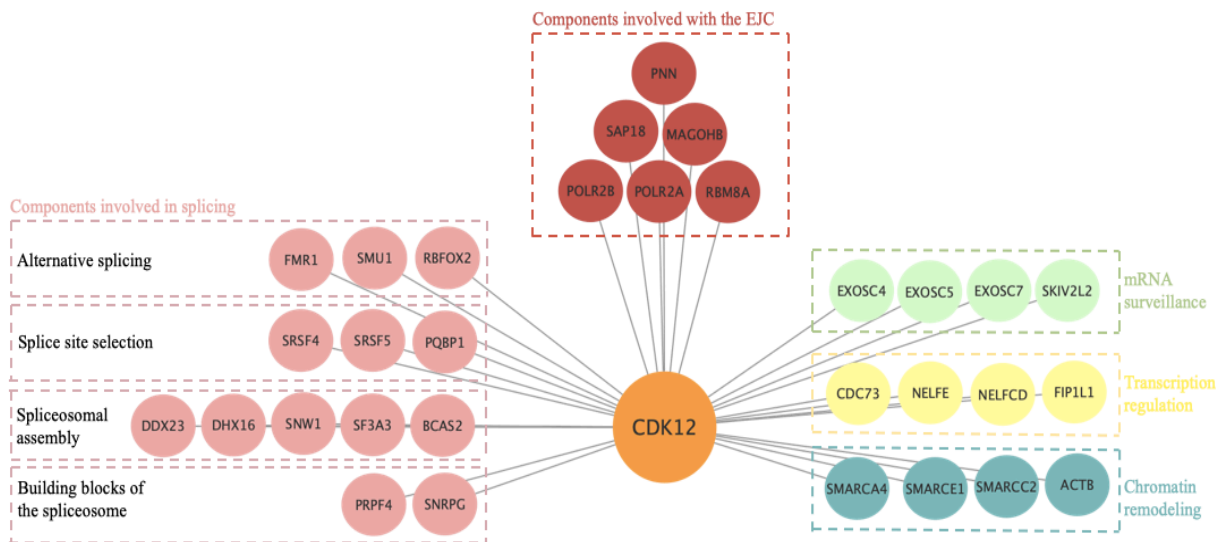 Components involved with the EJC
PNN
SAP18
MAGOHB
POLR2B
POLR2A
RBM8A
Components involved in splicing
Alternative splicing
FMR1
SMU1
RBFOX2
Splice site selection
SRSF4
SRSF5
PQBP1
Spliceosomal
assembly
DDX23
DHX16
SNW1
SF3A3
BCAS2
Building blocks of
the spliceosome
PRPF4
SNRPG
CDK12
EXOSC4
EXOSC5
EXOSC7
SKIV2L2
mRNA
surveillance
CDC73
NELFE
NELFCD
FIP1L1
Transcription
regulation
SMARCA4
SMARCE1
SMARCC2
ACTB
Chromatin
remodeling